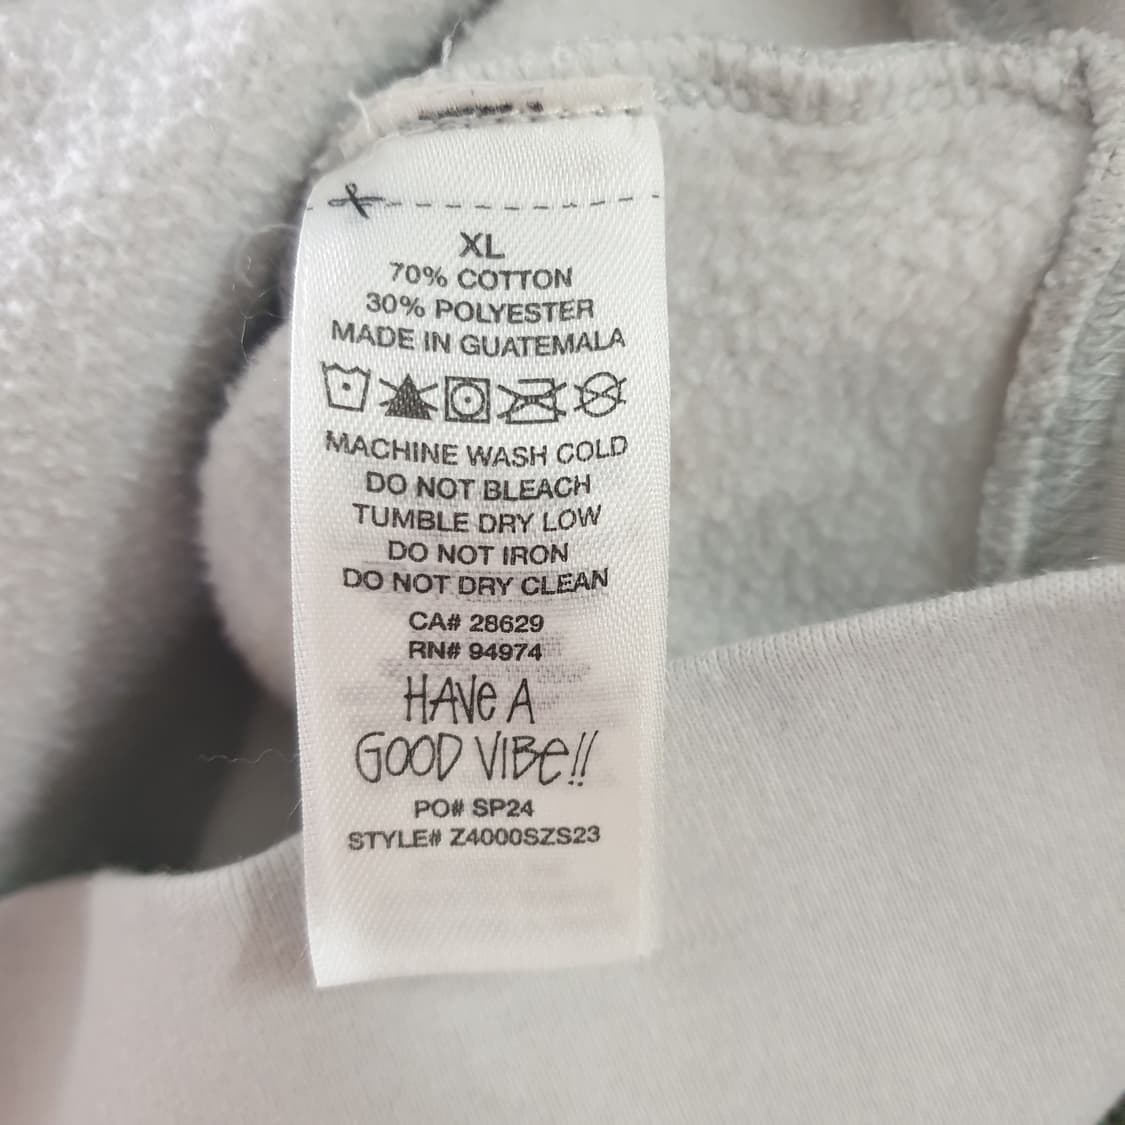 XL
70% COTTON
30% POLYESTER
MADE IN GUATEMALA
MACHINE WASH COLD
DO NOT BLEACH
TUMBLE DRY LOW
DO NOT IRON
DO NOT DRY CLEAN
CA# 28629
RN# 94974
HAVe A
GOOD VIBe!!
PO# SP24
STYLE# Z4000SZS23